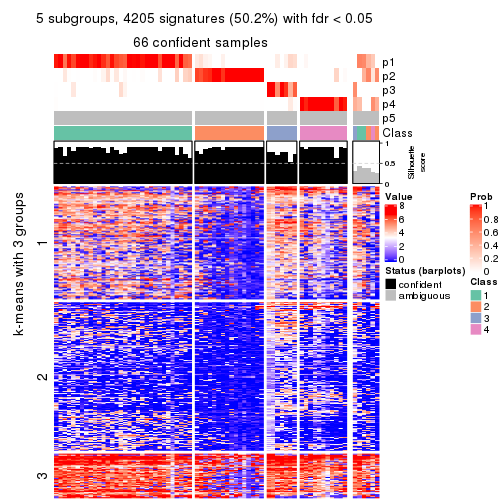 5 subgroups, 4205 signatures (50.2%) with fdr < 0.05
66 confident samples
p1
p2
p3
p4
p5
Class
1
0.5
0
Silhouette
score
k-means with 3 groups
1
2
3
Value
8
6
4
2
0
Status (barplots)
confident
ambiguous
Prob
1
0.8
0.6
0.4
0.2
0
Class
1
2
3
4